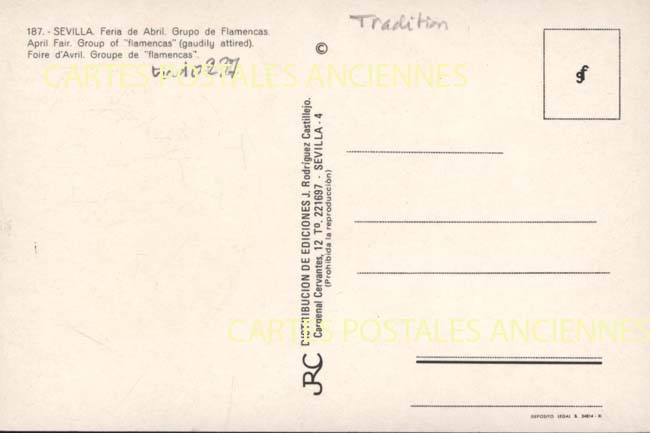 187. - SEVILLA. Feria de Abril. Grupo de Flamencas.
April Fair. Group of "flamencas" (gaudily attired).
Foire d'Avril. Groupe de "flamencas".
Tradition
©
DISTRIBUCION DE EDICIONES J. Rodríguez Castillejo.
Cardenal Cervantes, 12 Tº. 221697 - SEVILLA - 4
(Prohibida la reproducción)
JRC
CARTES POSTALES ANCIENNES
CARTES POSTALES ANCIENNES